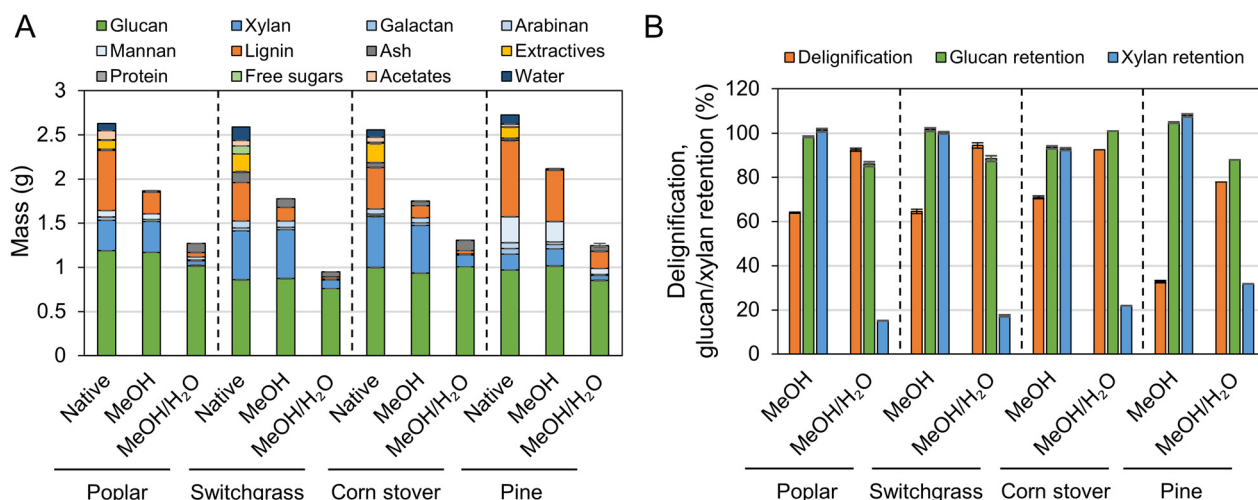 A
Glucan Xylan Galactan Arabinan
Mannan Lignin Ash Extractives
Protein Free sugars Acetates Water
Mass (g)
3
2.5
2
1.5
1
0.5
0
Native MeOH MeOH/H₂O Native MeOH MeOH/H₂O Native MeOH MeOH/H₂O Native MeOH MeOH/H₂O
Poplar Switchgrass Corn stover Pine
B
Delignification Glucan retention Xylan retention
Delignification,
glucan/xylan retention (%)
120
100
80
60
40
20
0
MeOH MeOH/H₂O MeOH MeOH/H₂O MeOH MeOH/H₂O MeOH MeOH/H₂O
Poplar Switchgrass Corn stover Pine